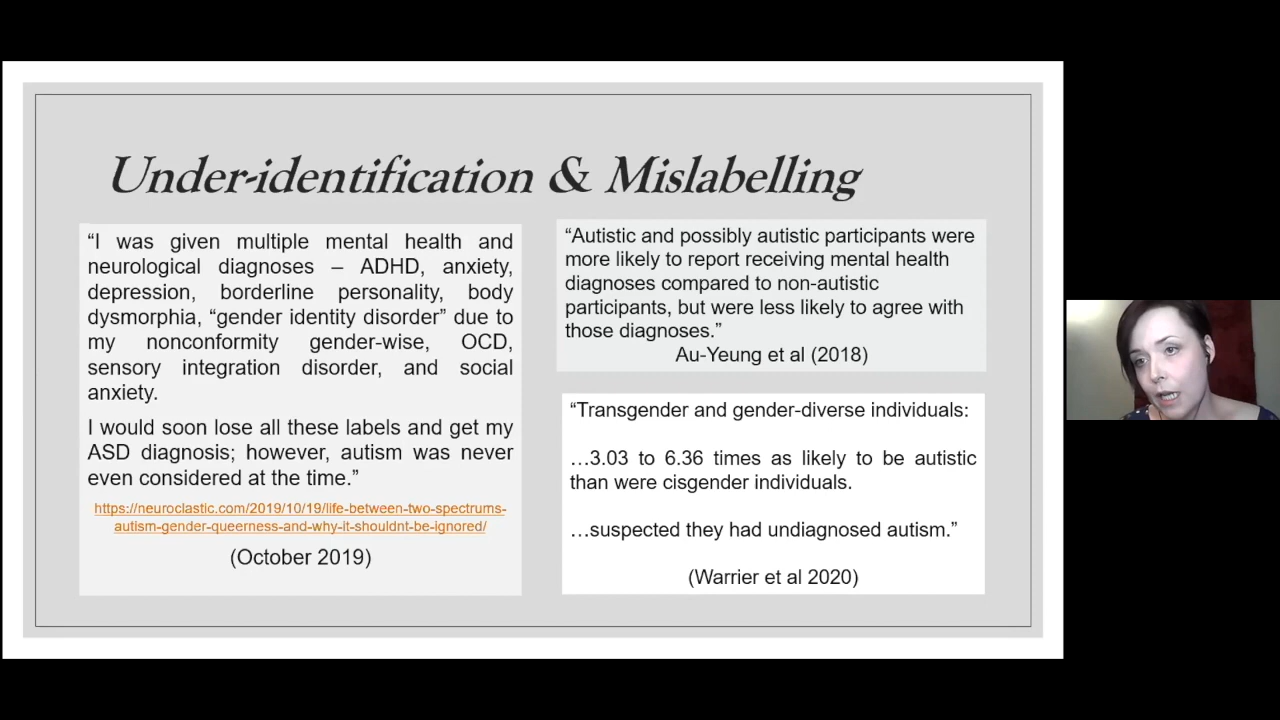 Under-identification & Mislabelling
“I was given multiple mental health and
neurological diagnoses – ADHD, anxiety,
depression, borderline personality, body
dysmorphia, “gender identity disorder” due to
my nonconformity gender-wise, OCD,
sensory integration disorder, and social
anxiety.
I would soon lose all these labels and get my
ASD diagnosis; however, autism was never
even considered at the time.”
https://neuroclastic.com/2019/10/19/life-between-two-spectrums-
autism-gender-queerness-and-why-it-shouldnt-be-ignored/
(October 2019)
“Autistic and possibly autistic participants were
more likely to report receiving mental health
diagnoses compared to non-autistic
participants, but were less likely to agree with
those diagnoses.”
Au-Yeung et al (2018)
“Transgender and gender-diverse individuals:
…3.03 to 6.36 times as likely to be autistic
than were cisgender individuals.
…suspected they had undiagnosed autism.”
(Warrier et al 2020)